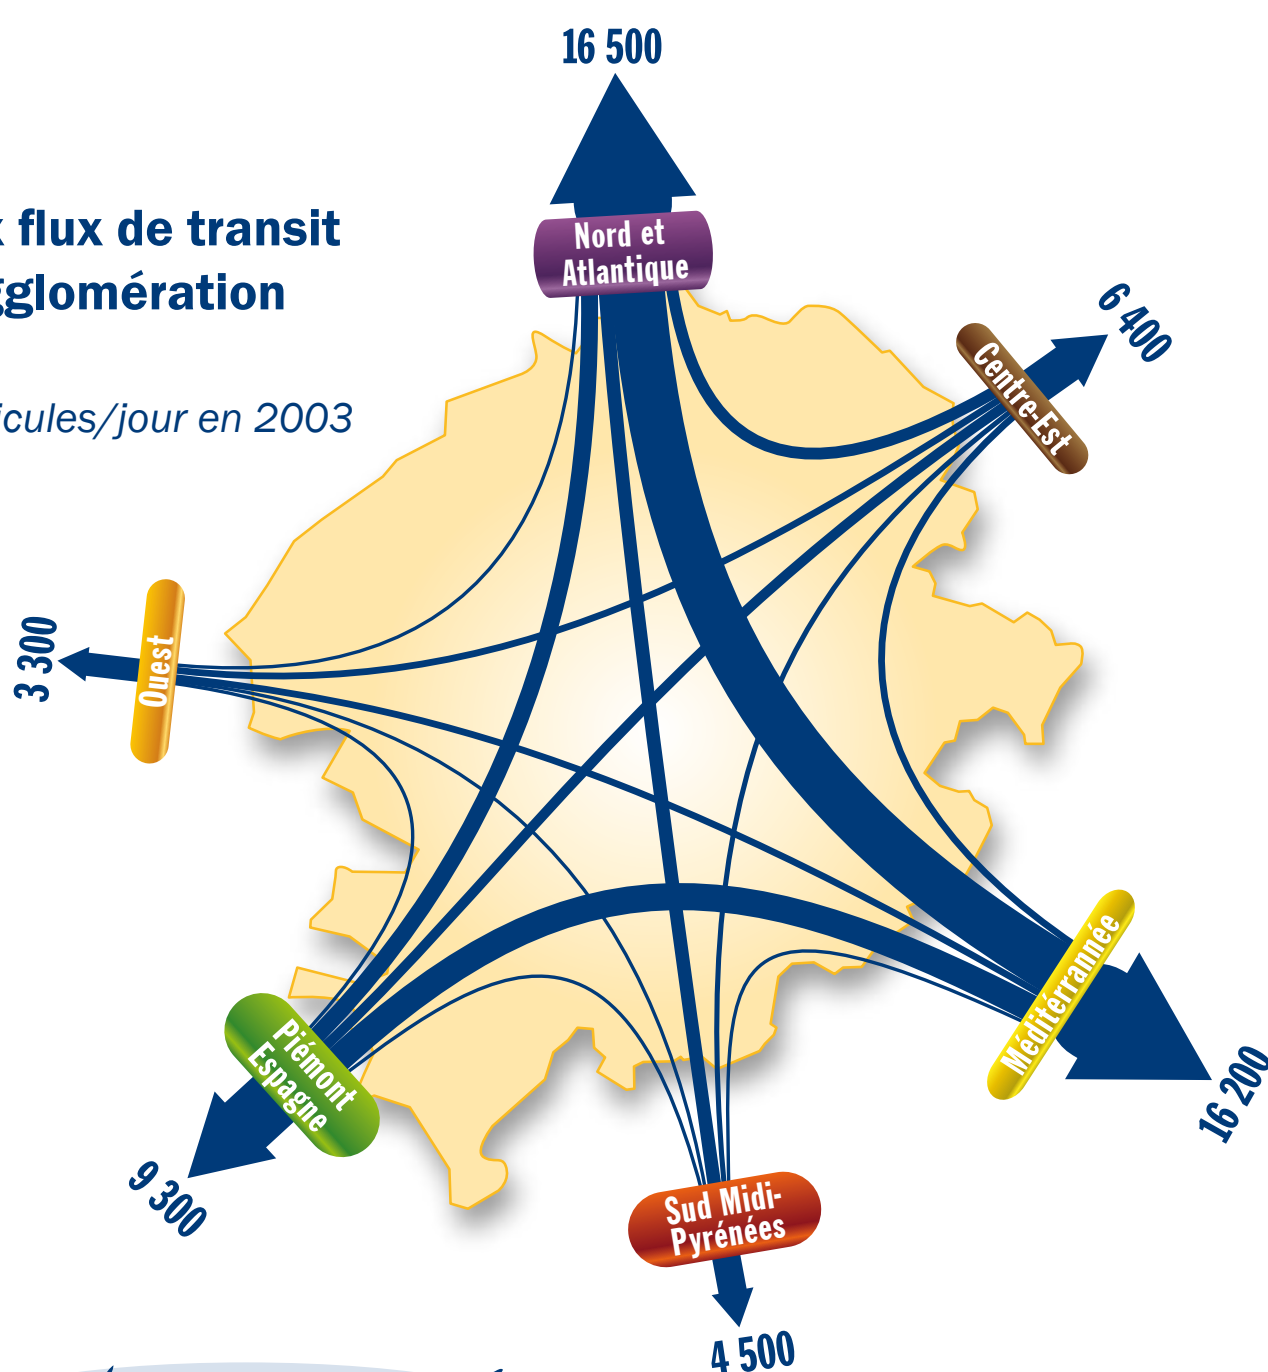 16 500
flux de transit
gglomération
icules/jour en 2003
Nord et
Atlantique
6 400
Centre-Est
3 300
Ouest
Méditérrannée
16 200
Piémont
Espagne
9 300
Sud Midi-
Pyrénées
4 500